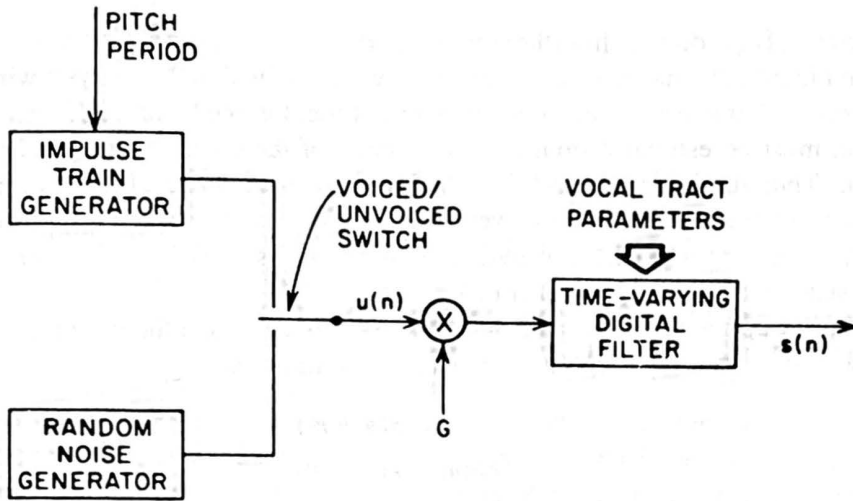 PITCH
PERIOD
IMPULSE
TRAIN
GENERATOR
VOICED/
UNVOICED
SWITCH
VOCAL TRACT
PARAMETERS
u(n)
X
TIME-VARYING
DIGITAL
FILTER
s(n)
G
RANDOM
NOISE
GENERATOR